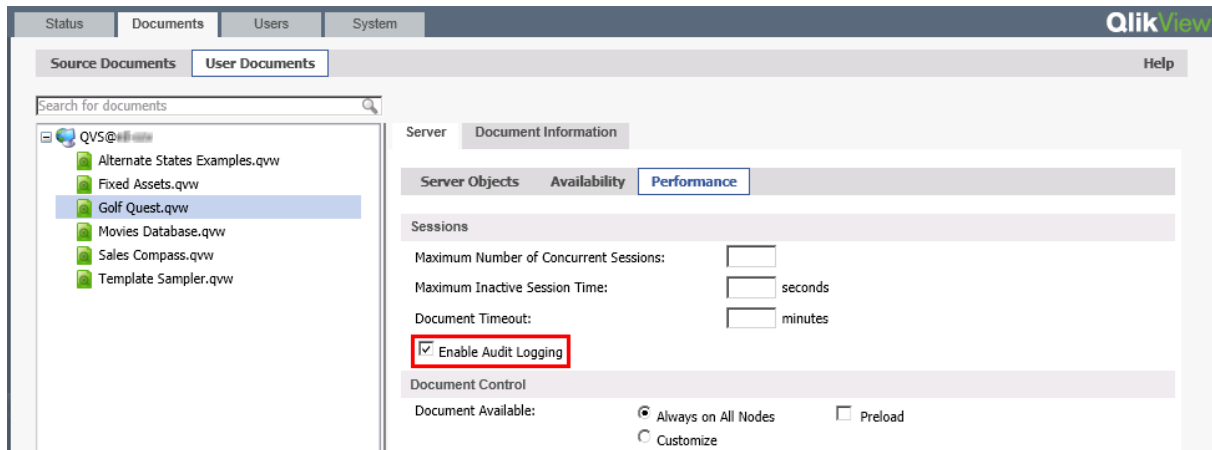 Status Documents Users System QlikView
Source Documents User Documents Help
Search for documents
QVS@
Alternate States Examples.qvw
Fixed Assets.qvw
Golf Quest.qvw
Movies Database.qvw
Sales Compass.qvw
Template Sampler.qvw
Server Document Information
Server Objects Availability Performance
Sessions
Maximum Number of Concurrent Sessions:
Maximum Inactive Session Time: seconds
Document Timeout: minutes
Enable Audit Logging
Document Control
Document Available: Always on All Nodes Preload
Customize